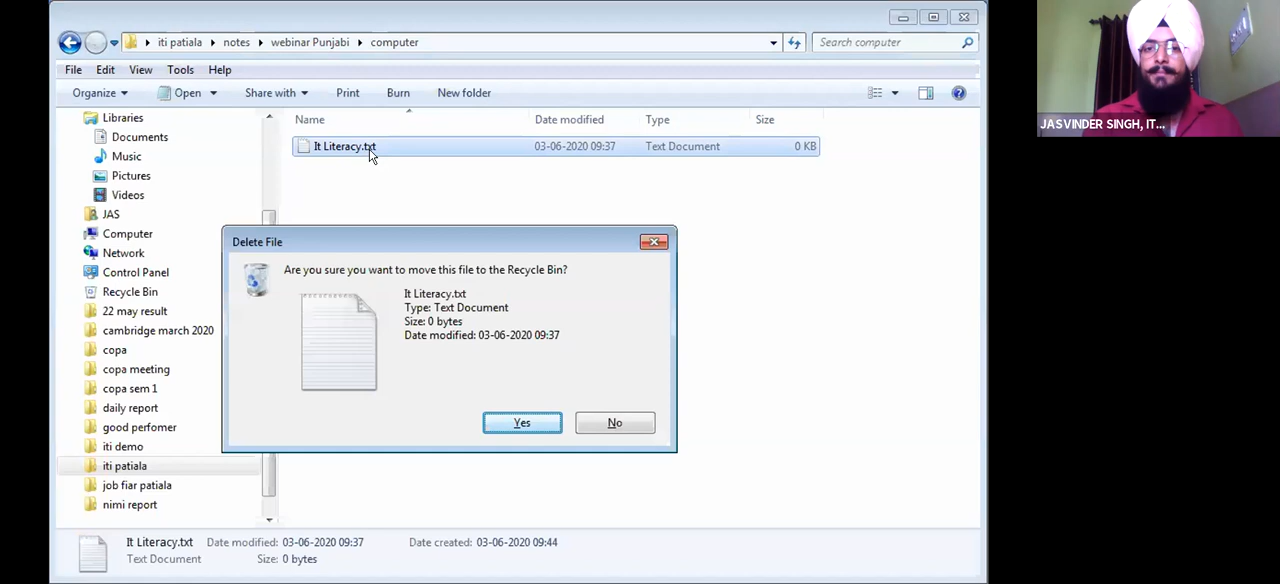 iti patiala notes webinar Punjabi computer
Search computer
File Edit View Tools Help
Organize Open Share with Print Burn New folder
Name Date modified Type Size
It Literacy.txt 03-06-2020 09:37 Text Document 0 KB
Libraries
Documents
Music
Pictures
Videos
JAS
Computer
Network
Control Panel
Recycle Bin
22 may result
cambridge march 2020
copa
copa meeting
copa sem 1
daily report
good perfomer
iti demo
iti patiala
job fiar patiala
nimi report
Delete File
Are you sure you want to move this file to the Recycle Bin?
It Literacy.txt
Type: Text Document
Size: 0 bytes
Date modified: 03-06-2020 09:37
Yes No
It Literacy.txt Date modified: 03-06-2020 09:37 Date created: 03-06-2020 09:44
Text Document Size: 0 bytes
JASVINDER SINGH, IT...